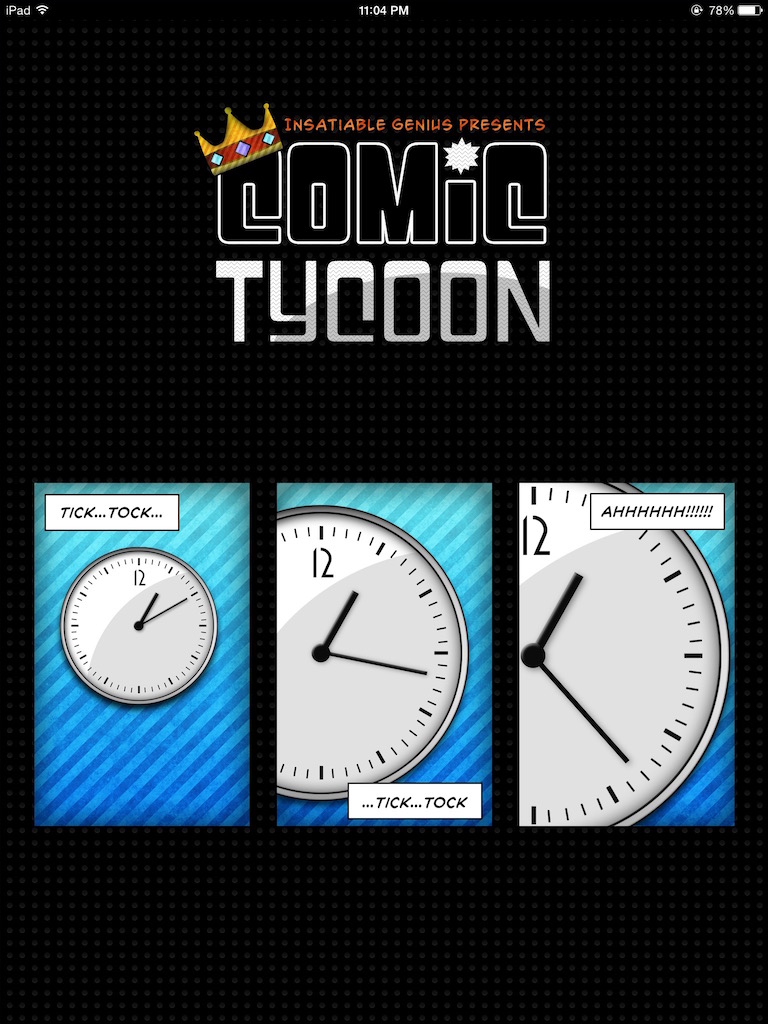 iPad 11:04 PM 78%
INSATIABLE GENIUS PRESENTS
COMiC
TYCOON
TICK...TOCK...
12
12
...TICK...TOCK
AHHHHHH!!!!!!
12